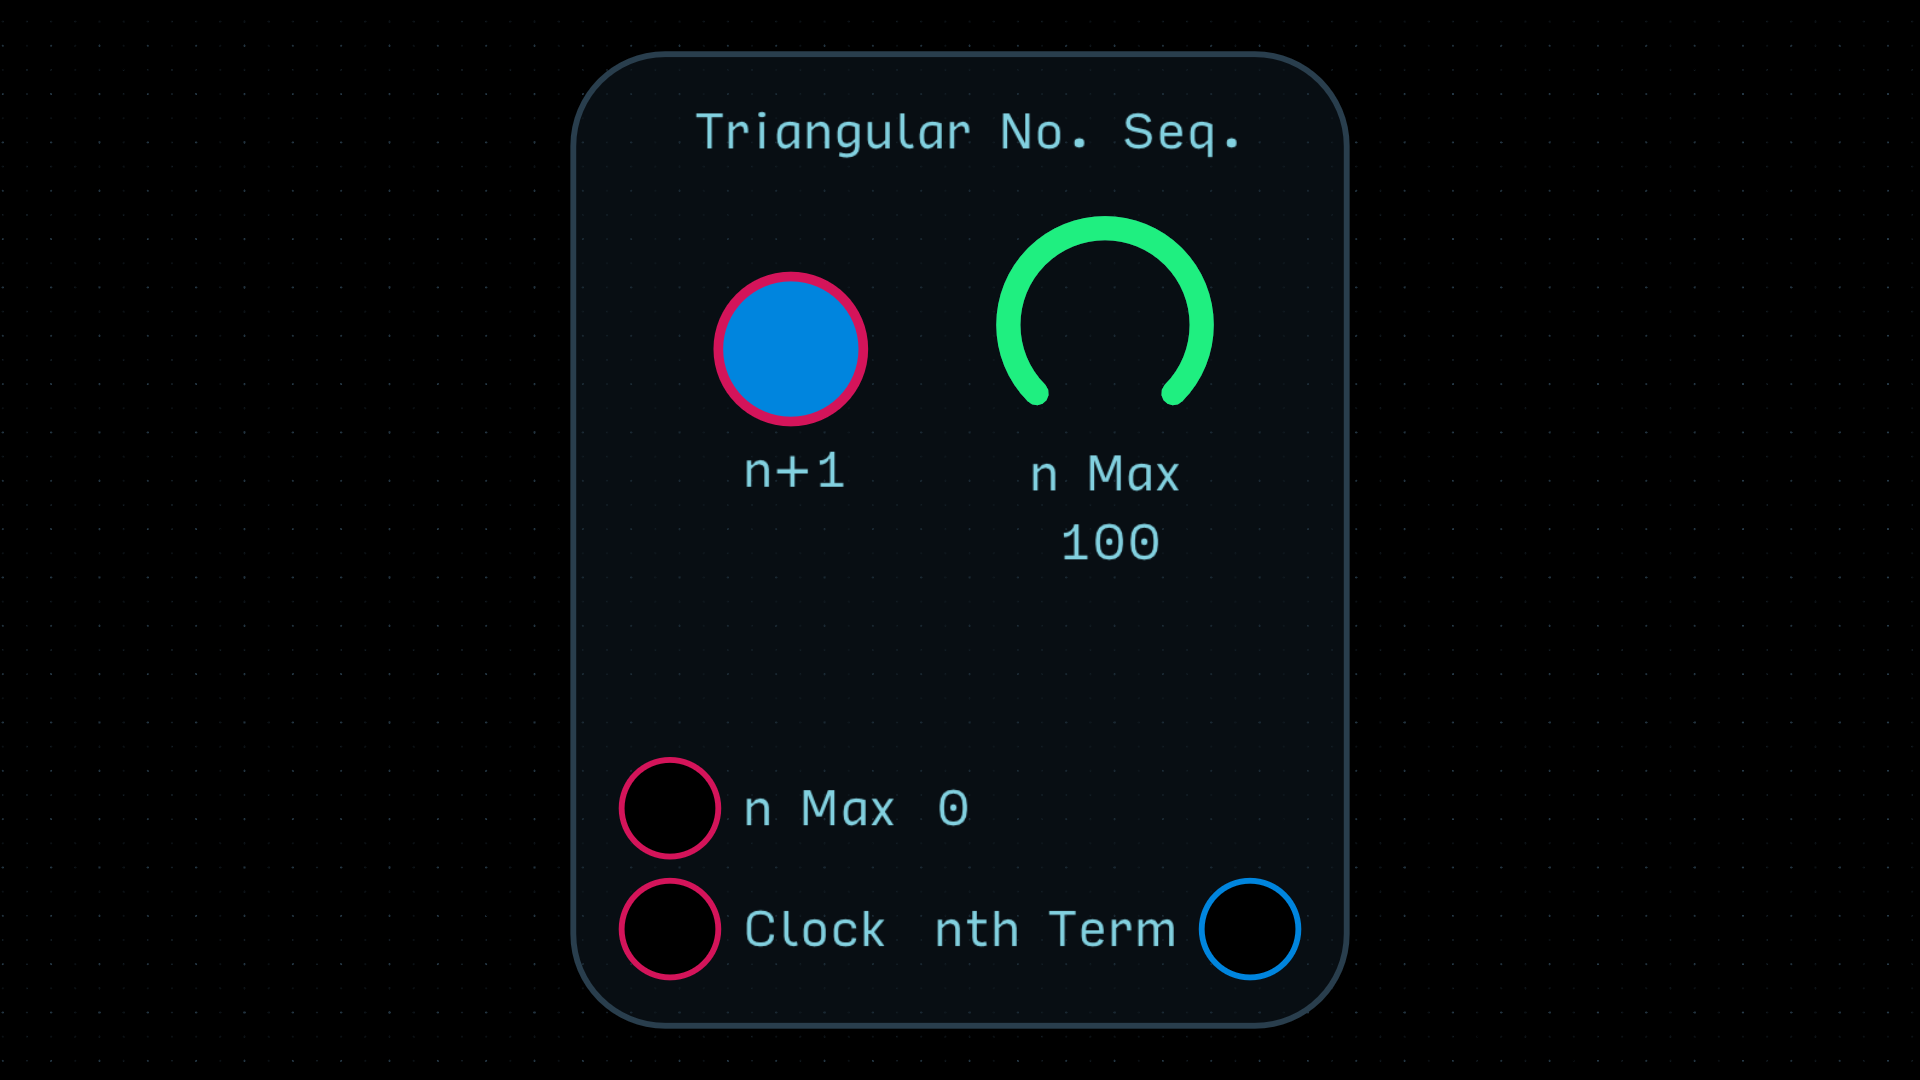 Triangular No. Seq.
n+1
n Max
100
n Max 0
Clock nth Term